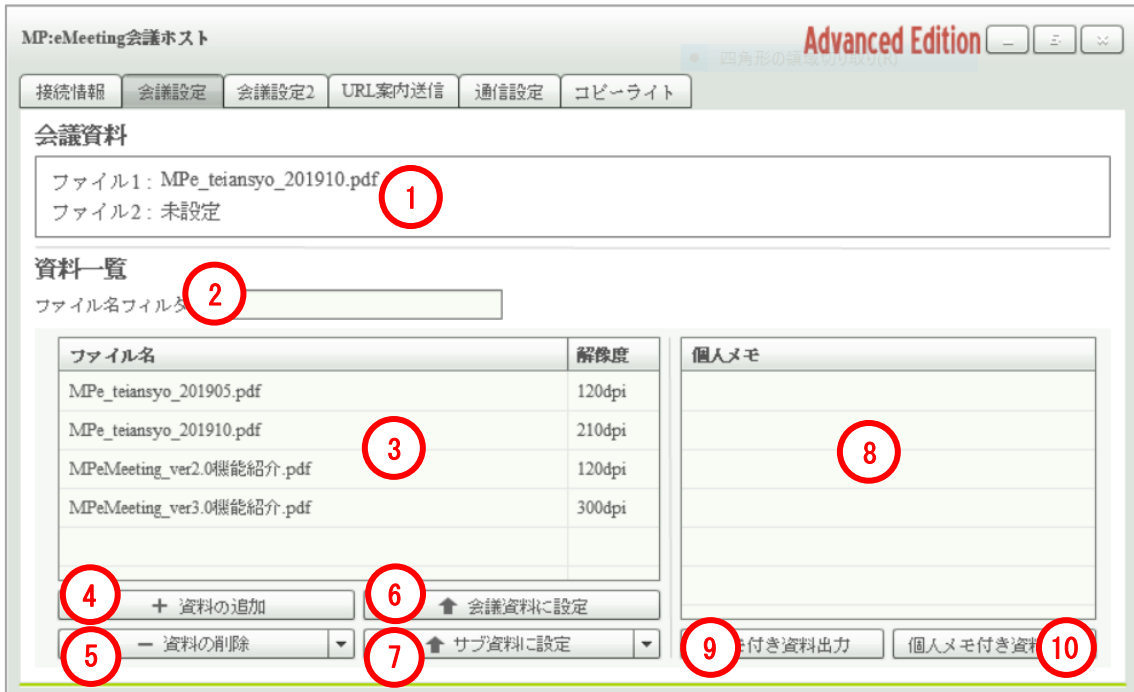 MP:eMeeting会議ホスト
Advanced Edition
四角形の領域切り取り(R)
接続情報 会議設定 会議設定2 URL案内送信 通信設定 コピーライト
会議資料
ファイル1 : MPe_teiansyo_201910.pdf
1
ファイル2 : 未設定
資料一覧
2
ファイル名フィルタ
ファイル名 解像度 個人メモ
MPe_teiansyo_201905.pdf 120dpi
MPe_teiansyo_201910.pdf 210dpi
3
8
MPeMeeting_ver2.0機能紹介.pdf 120dpi
MPeMeeting_ver3.0機能紹介.pdf 300dpi
4 + 資料の追加 6 会議資料に設定
5 − 資料の削除 7 サブ資料に設定 9 付き資料出力 個人メモ付き資料 10